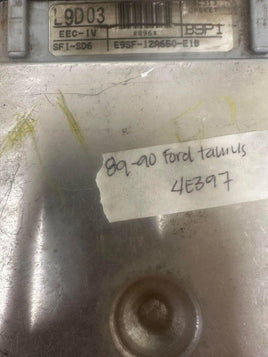 L9D03
B9P1
EEC-IV
SFI-SD6
E9SF-12A650-E1B
89-90 Ford taurus
4E397